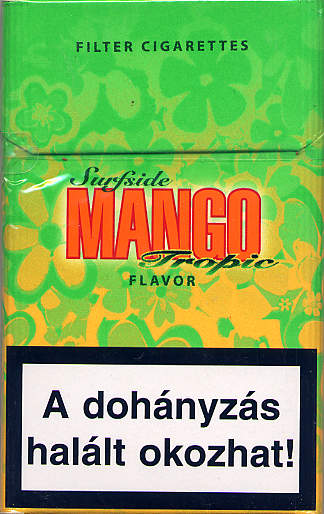 FILTER CIGARETTES
Surfside
MANGO
Tropic
FLAVOR
A dohányzás
halált okozhat!